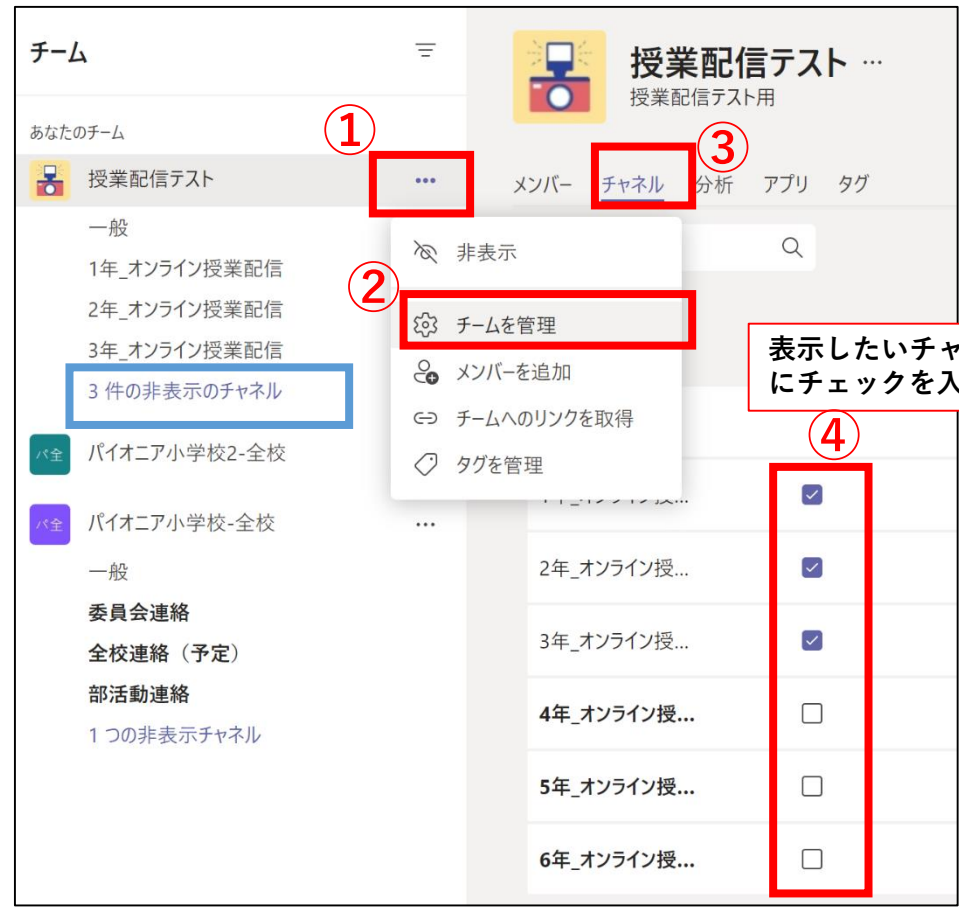 チーム
あなたのチーム
①
授業配信テスト
一般
1年_オンライン授業配信
2年_オンライン授業配信
3年_オンライン授業配信
3 件の非表示のチャネル
パ全
パイオニア小学校2-全校
パ全
パイオニア小学校-全校
一般
委員会連絡
全校連絡（予定）
部活動連絡
1 つの非表示チャネル
授業配信テスト
授業配信テスト用
③
メンバー チャネル 分析 アプリ タグ
非表示
②
チームを管理
メンバーを追加
チームへのリンクを取得
タグを管理
表示したいチャ
にチェックを入
④
2年_オンライン授...
3年_オンライン授...
4年_オンライン授...
5年_オンライン授...
6年_オンライン授...